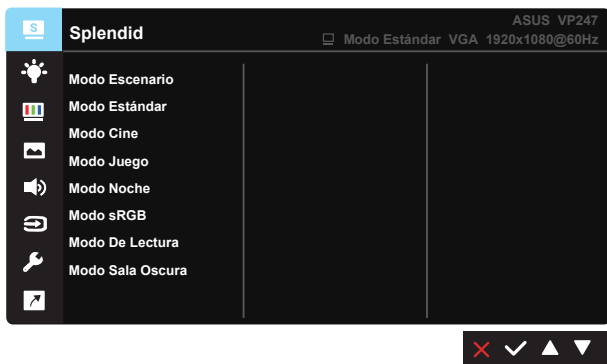 S
Splendid
ASUS VP247
Modo Estándar VGA 1920x1080@60Hz
Modo Escenario
Modo Estándar
Modo Cine
Modo Juego
Modo Noche
Modo sRGB
Modo De Lectura
Modo Sala Oscura